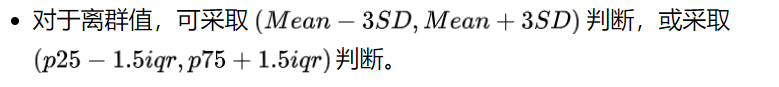 • 对于离群值，可采取 (Mean − 3SD, Mean + 3SD) 判断，或采取
(p25 − 1.5iqr, p75 + 1.5iqr) 判断。